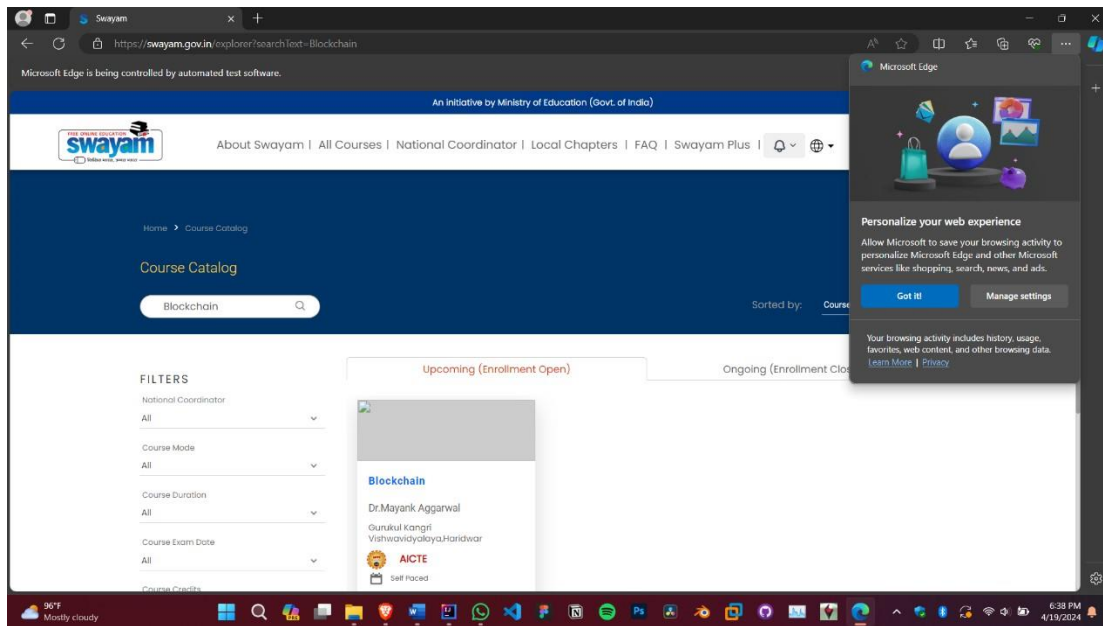 Swayam
https://swayam.gov.in/explorer?searchText=Blockchain
Microsoft Edge is being controlled by automated test software.
Microsoft Edge
An initiative by Ministry of Education (Govt. of India)
FREE ONLINE EDUCATION
swayam
About Swayam | All Courses | National Coordinator | Local Chapters | FAQ | Swayam Plus |
Home > Course Catalog
Course Catalog
Blockchain
Sorted by: Course
Personalize your web experience
Allow Microsoft to save your browsing activity to
personalize Microsoft Edge and other Microsoft
services like shopping, search, news, and ads.
Got it!
Manage settings
Your browsing activity includes history, usage,
favorites, web content, and other browsing data.
Learn More | Privacy
FILTERS
National Coordinator
All
Course Mode
All
Course Duration
All
Course Exam Date
All
Course Credits
Upcoming (Enrollment Open)
Ongoing (Enrollment Clos
Blockchain
Dr.Mayank Aggarwal
Gurukul Kangri
Vishwavidyalaya,Haridwar
AICTE
Self Paced
96°F
Mostly cloudy
6:38 PM
4/19/2024